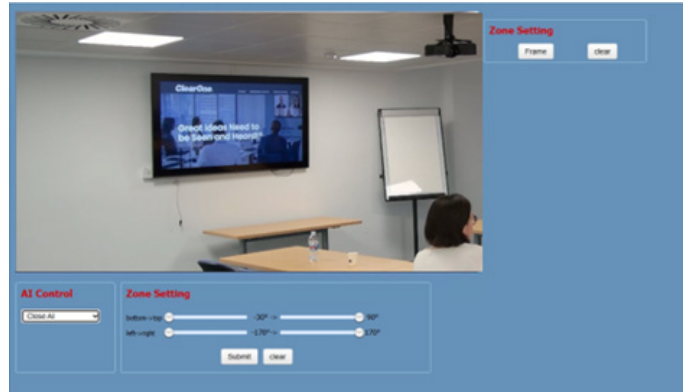 Zone Setting
Frame clear
ClearOne
Great Ideas Need to
be Seen and Heard!
AI Control
Close AI
Zone Setting
bottom->top -30° -> 90°
left->right -170° -> 170°
Submit clear